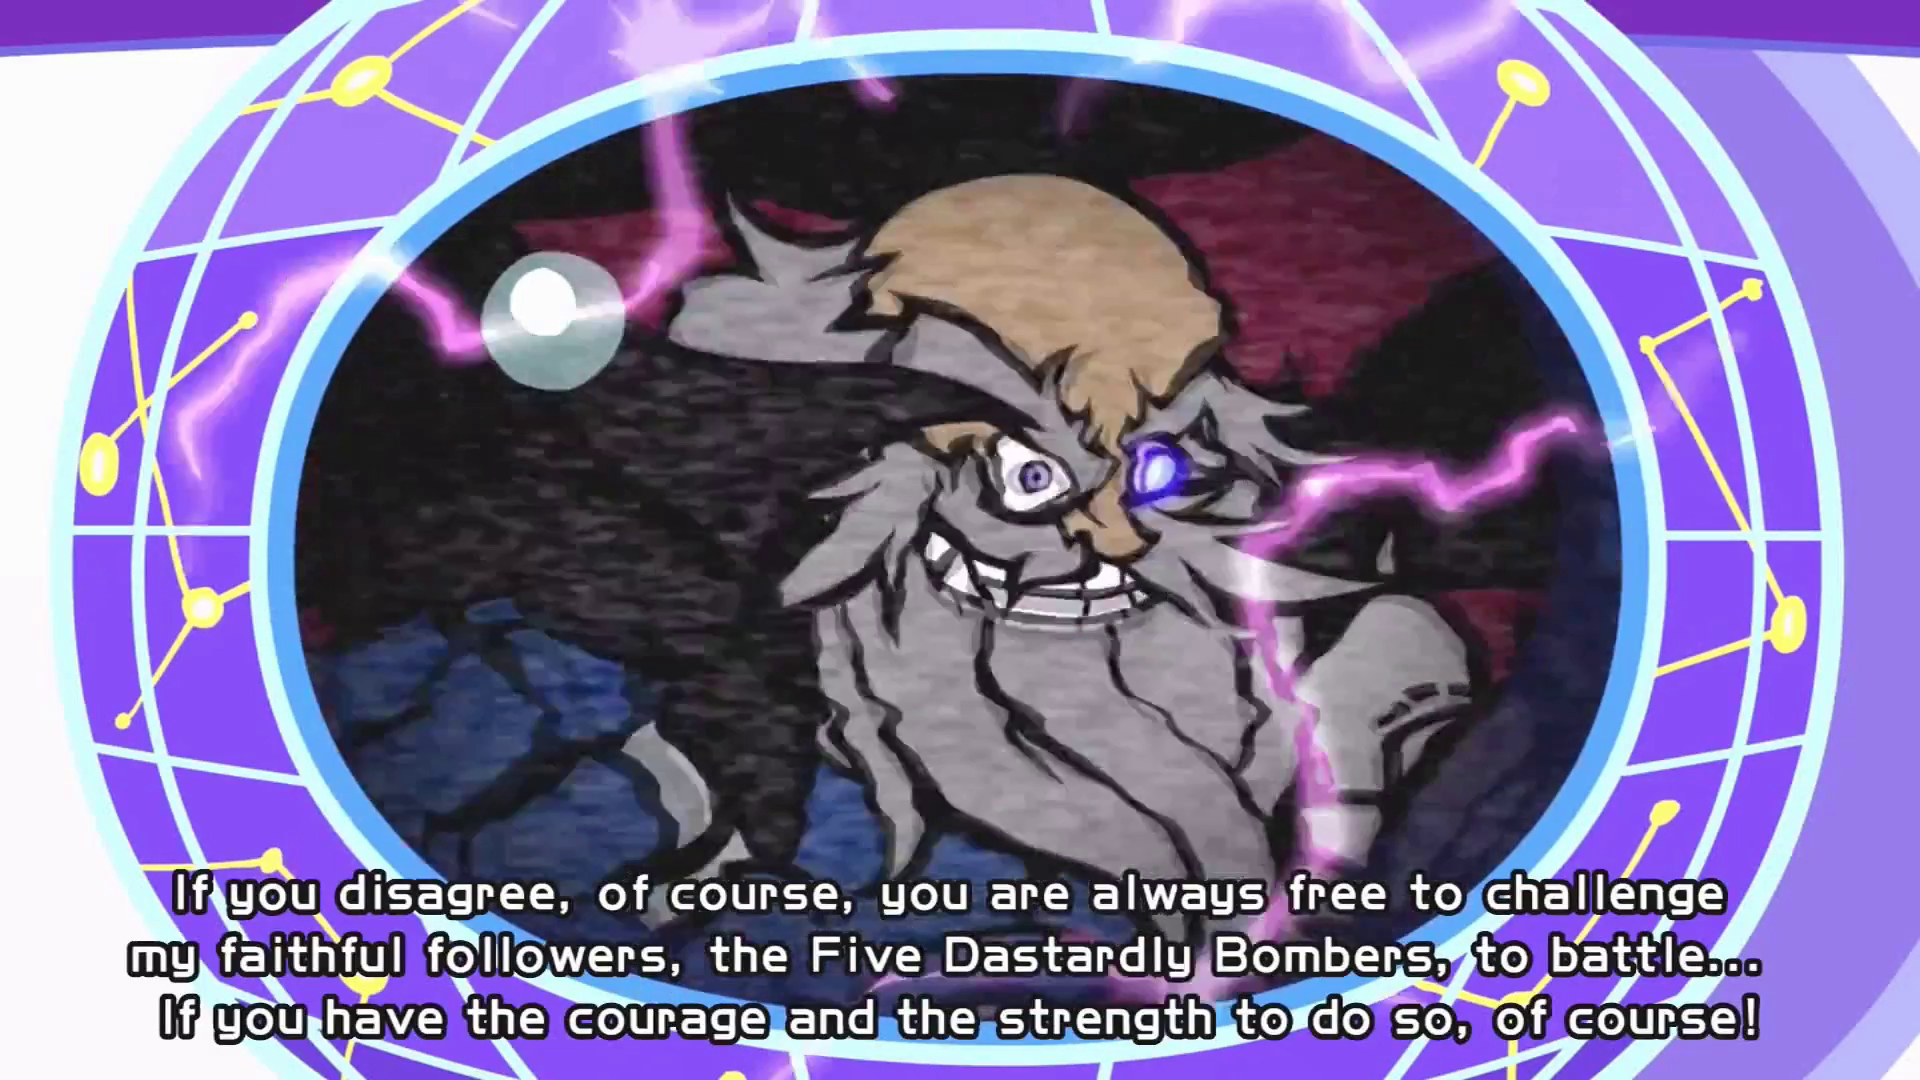 If you disagree, of course, you are always free to challenge
my faithful followers, the Five Dastardly Bombers, to battle...
If you have the courage and the strength to do so, of course!